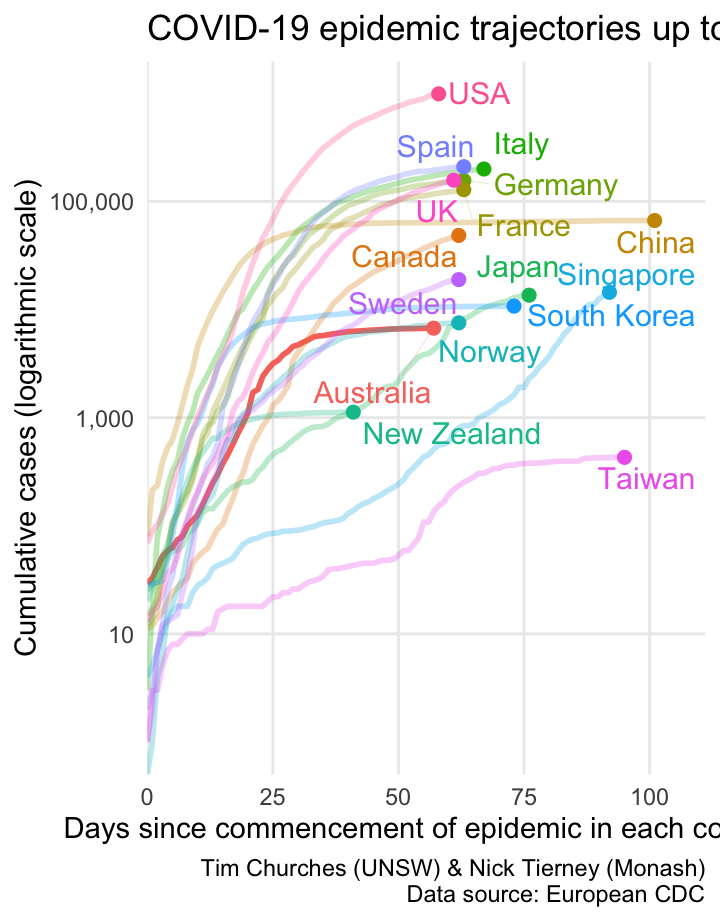 COVID-19 epidemic trajectories up to
USA
Spain
Italy
Germany
UK
France
China
Canada
Japan
Singapore
Sweden
South Korea
Norway
Australia
New Zealand
Taiwan
Cumulative cases (logarithmic scale)
100,000
1,000
10
0 25 50 75 100
Days since commencement of epidemic in each
Tim Churches (UNSW) & Nick Tierney (Monash)
Data source: European CDC